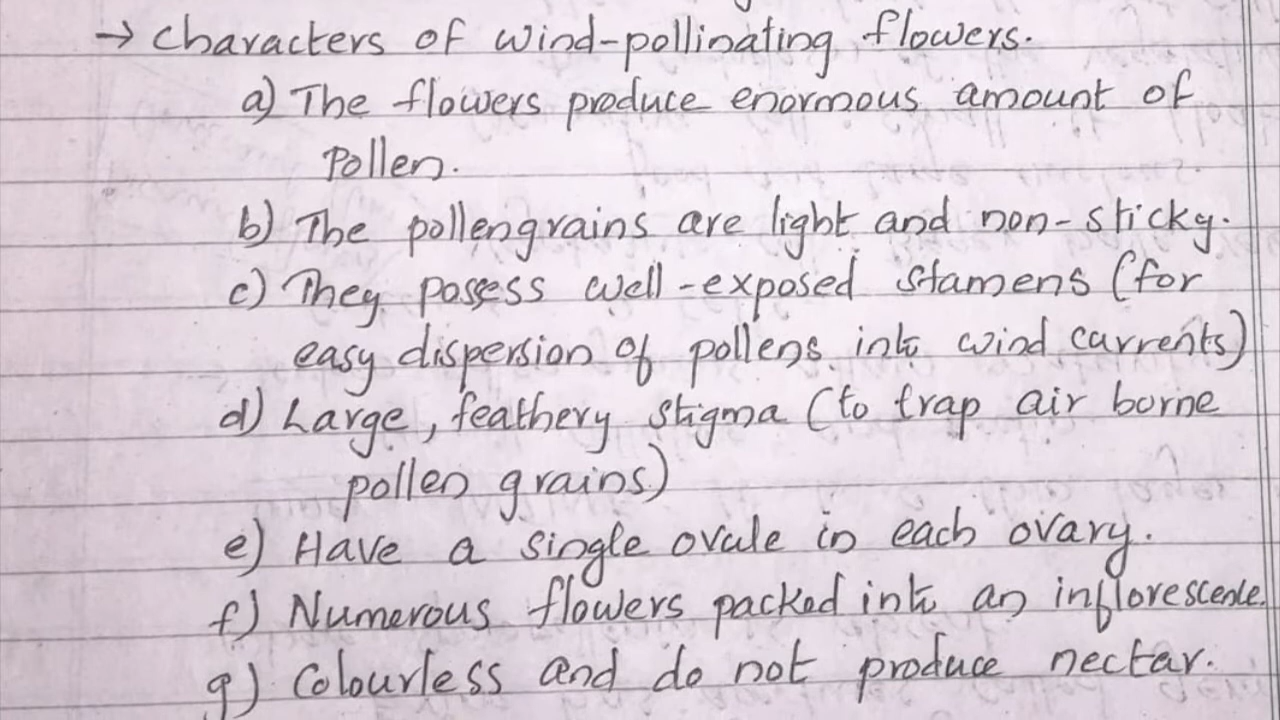 → Characters of wind-pollinating flowers.
a) The flowers produce enormous amount of
Pollen.
b) The pollengrains are light and non-sticky.
c) They possess well-exposed stamens (for
easy dispersion of pollens into wind currents)
d) Large, feathery stigma (to trap air borne
pollen grains)
e) Have a single ovule in each ovary.
f) Numerous flowers packed into an inflorescence.
g) Colourless and do not produce nectar.